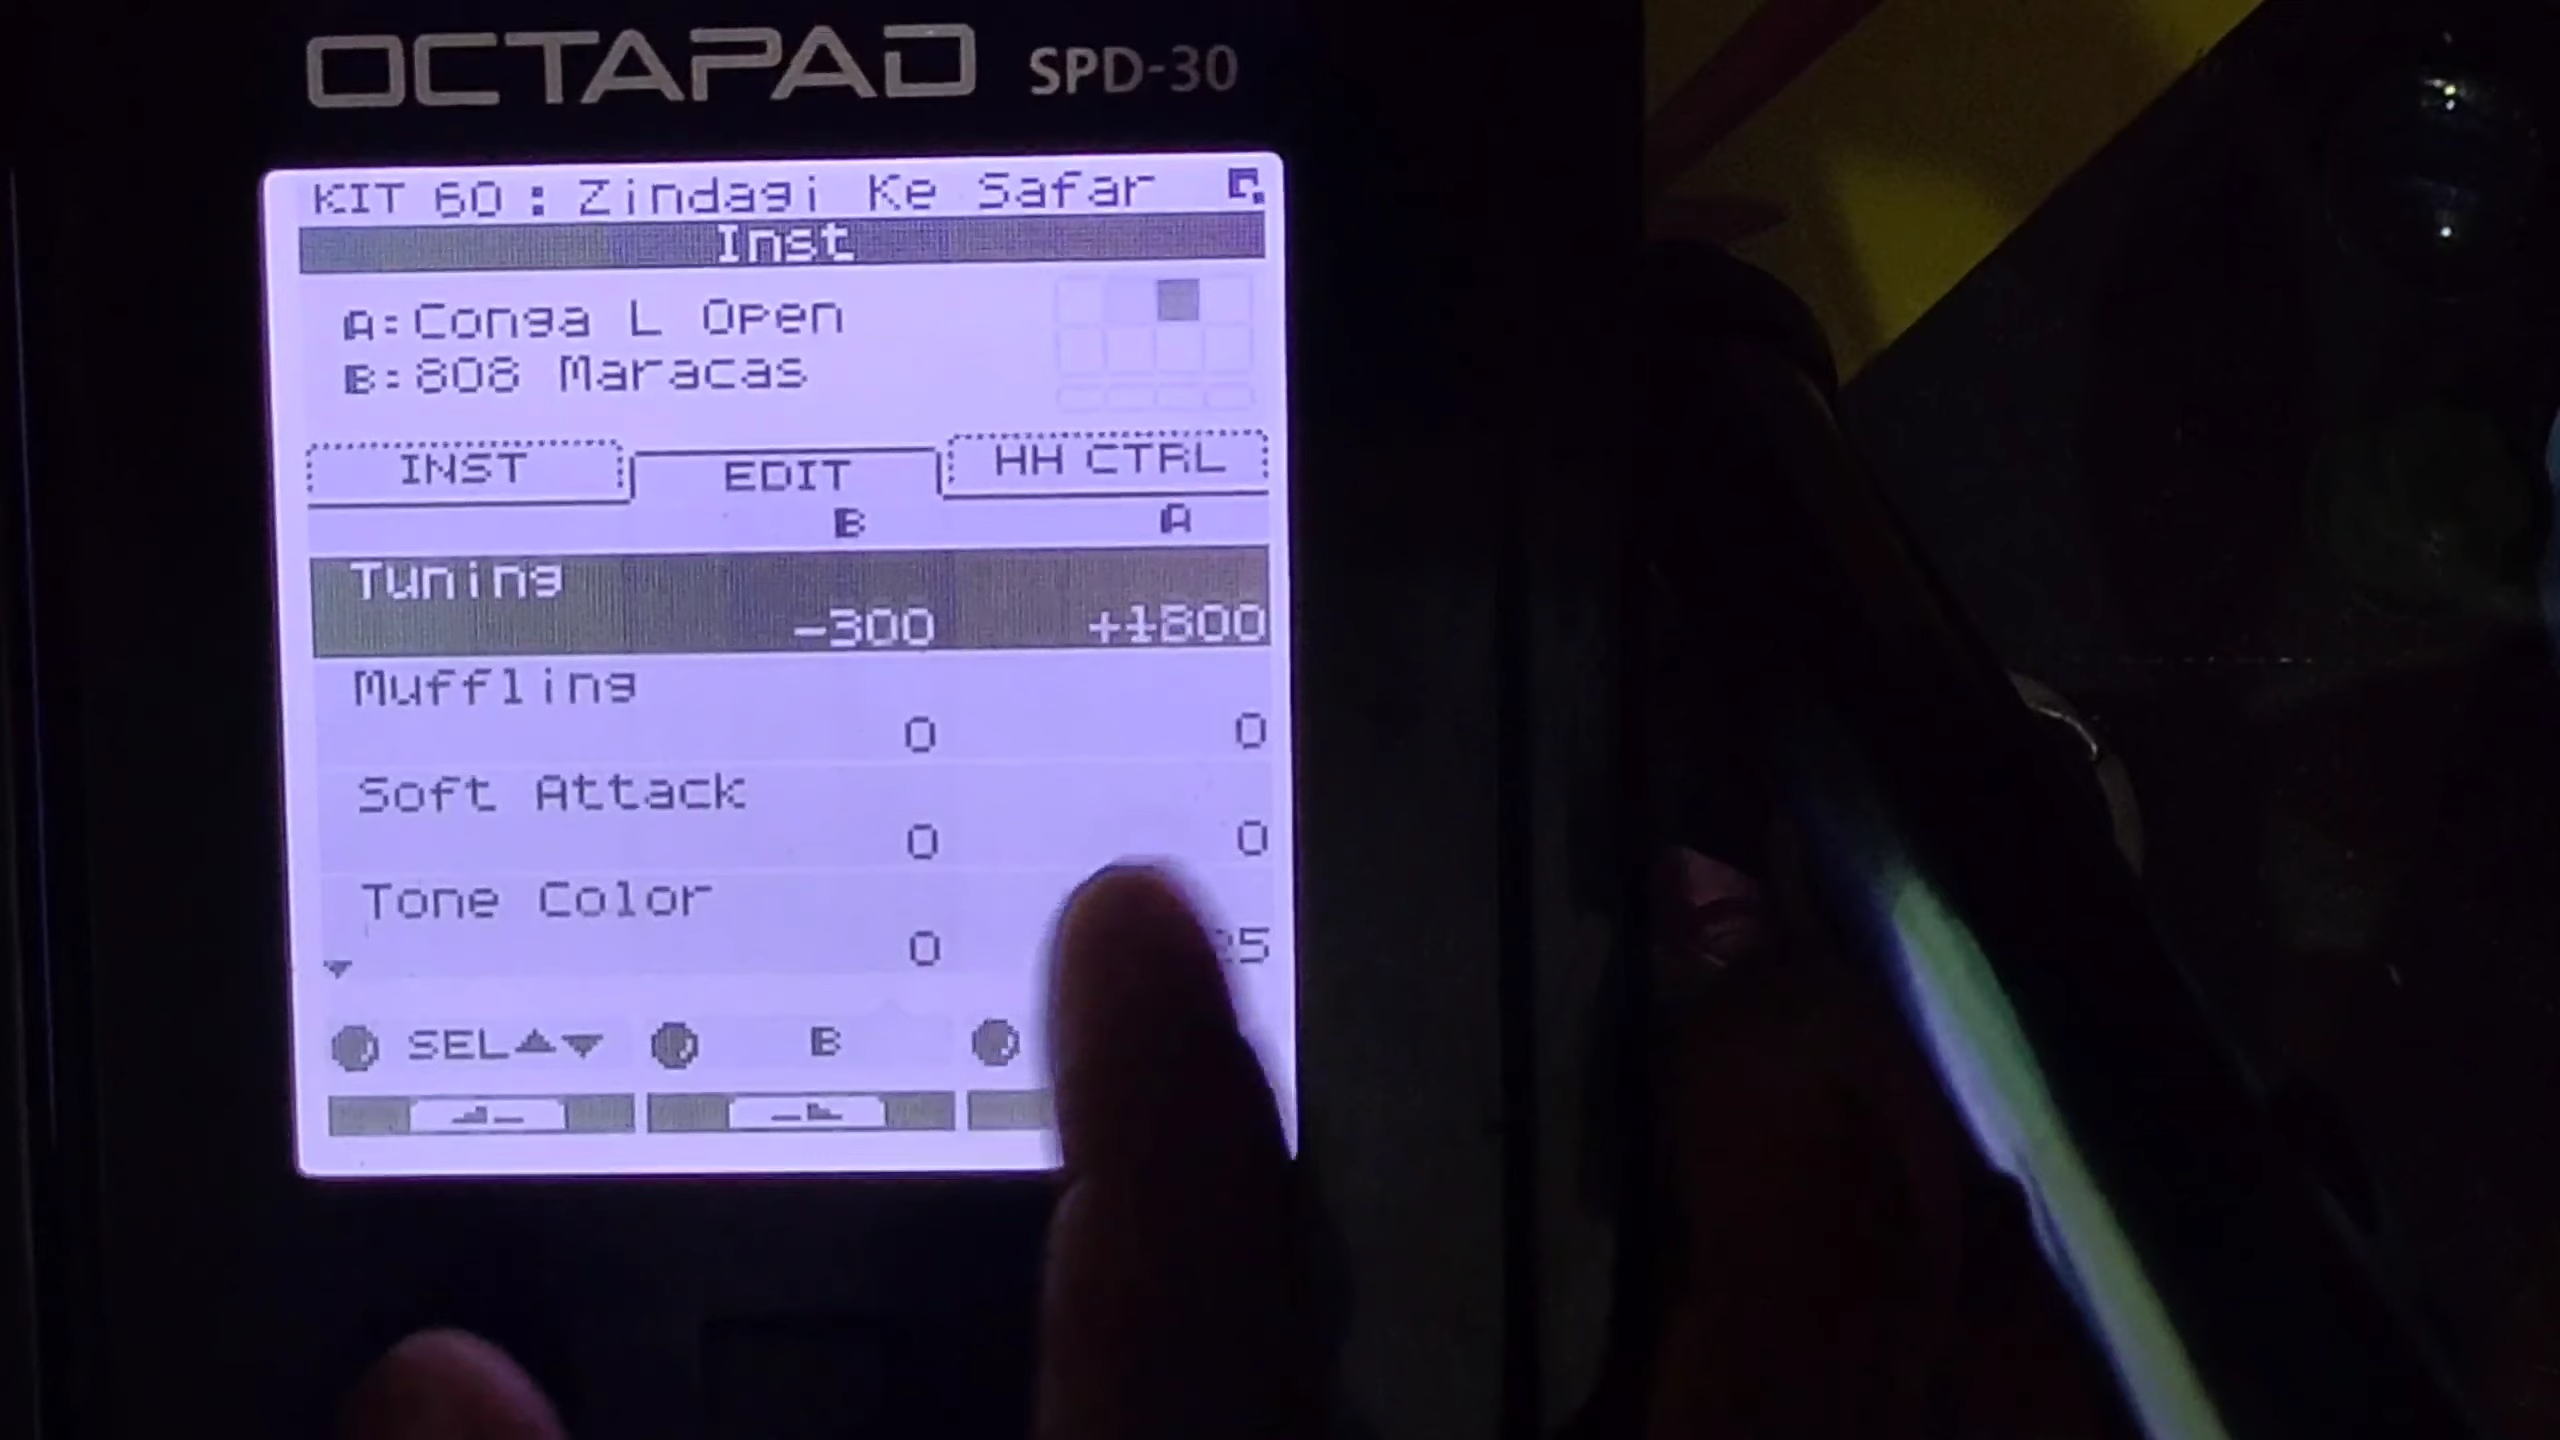 OCTAPAD SPD-30
KIT 60 : Zindagi Ke Safar
Inst
A:Conga L Open
B:808 Maracas
INST EDIT HH CTRL
B A
Tuning
-300 +1800
Muffling
0 0
Soft Attack
0 0
Tone Color
0
SEL▲▼ B